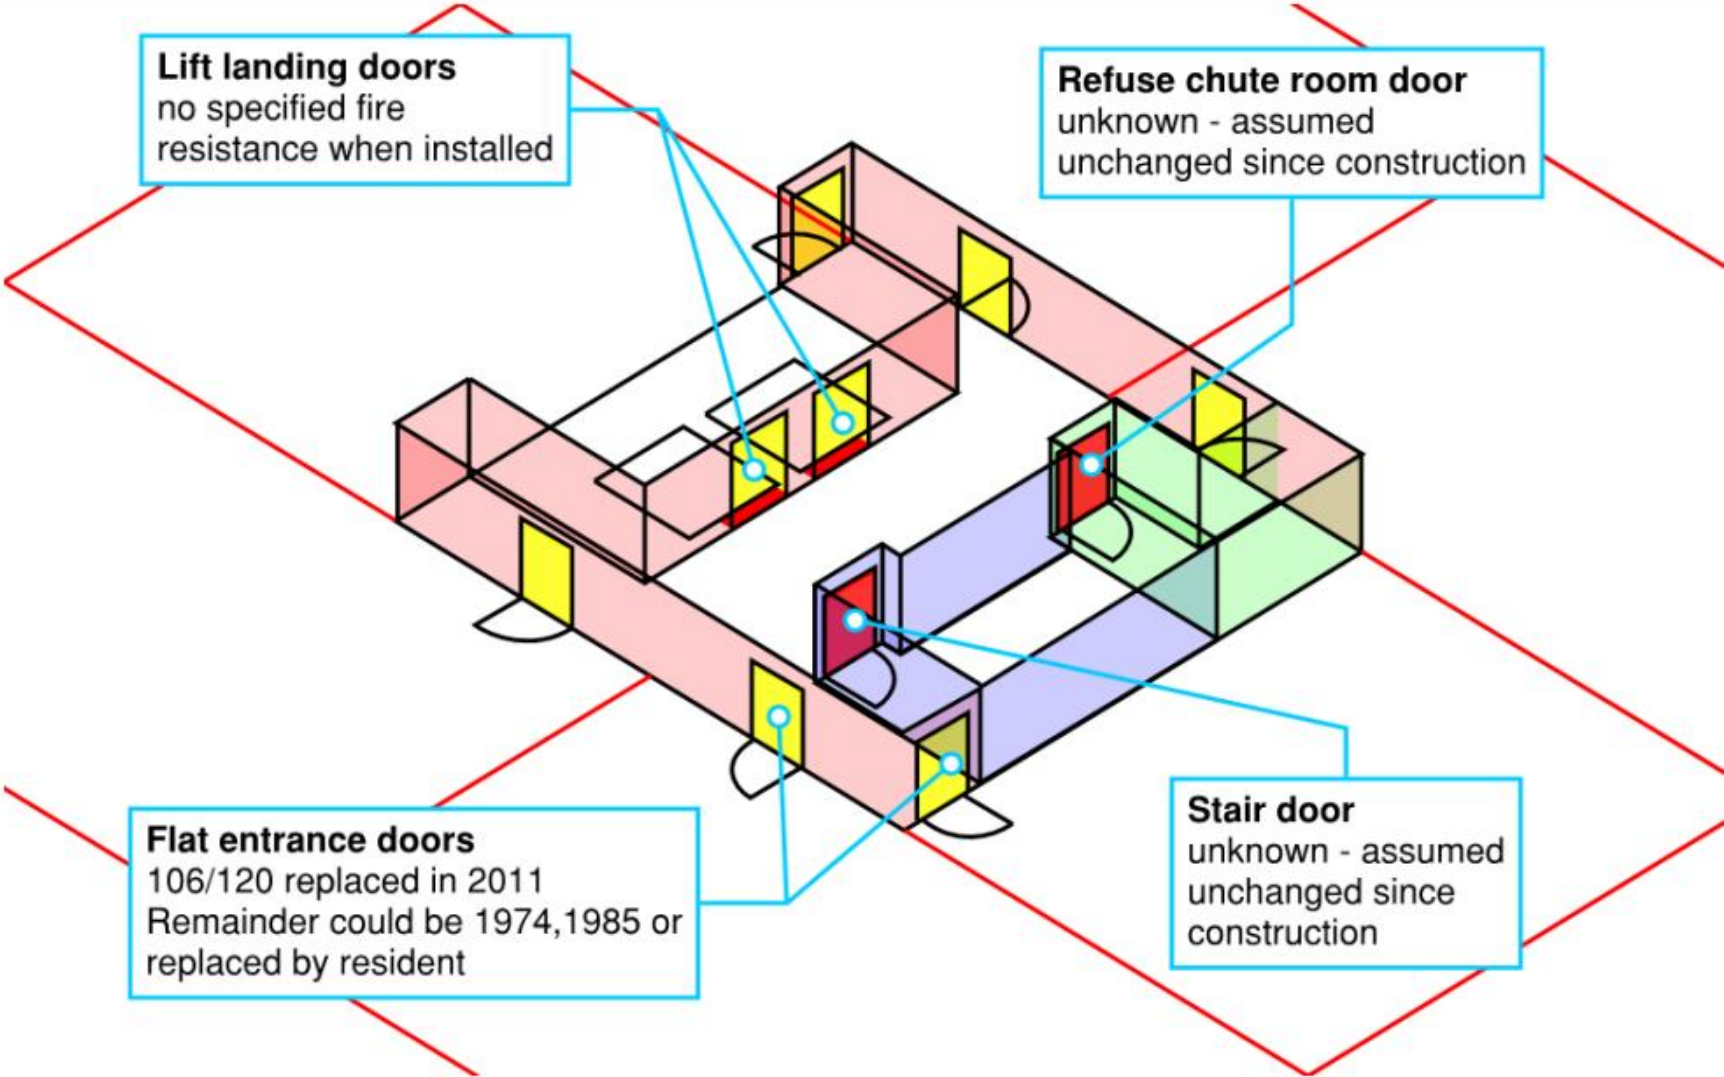 Lift landing doors
no specified fire
resistance when installed
Refuse chute room door
unknown - assumed
unchanged since construction
Flat entrance doors
106/120 replaced in 2011
Remainder could be 1974,1985 or
replaced by resident
Stair door
unknown - assumed
unchanged since
construction